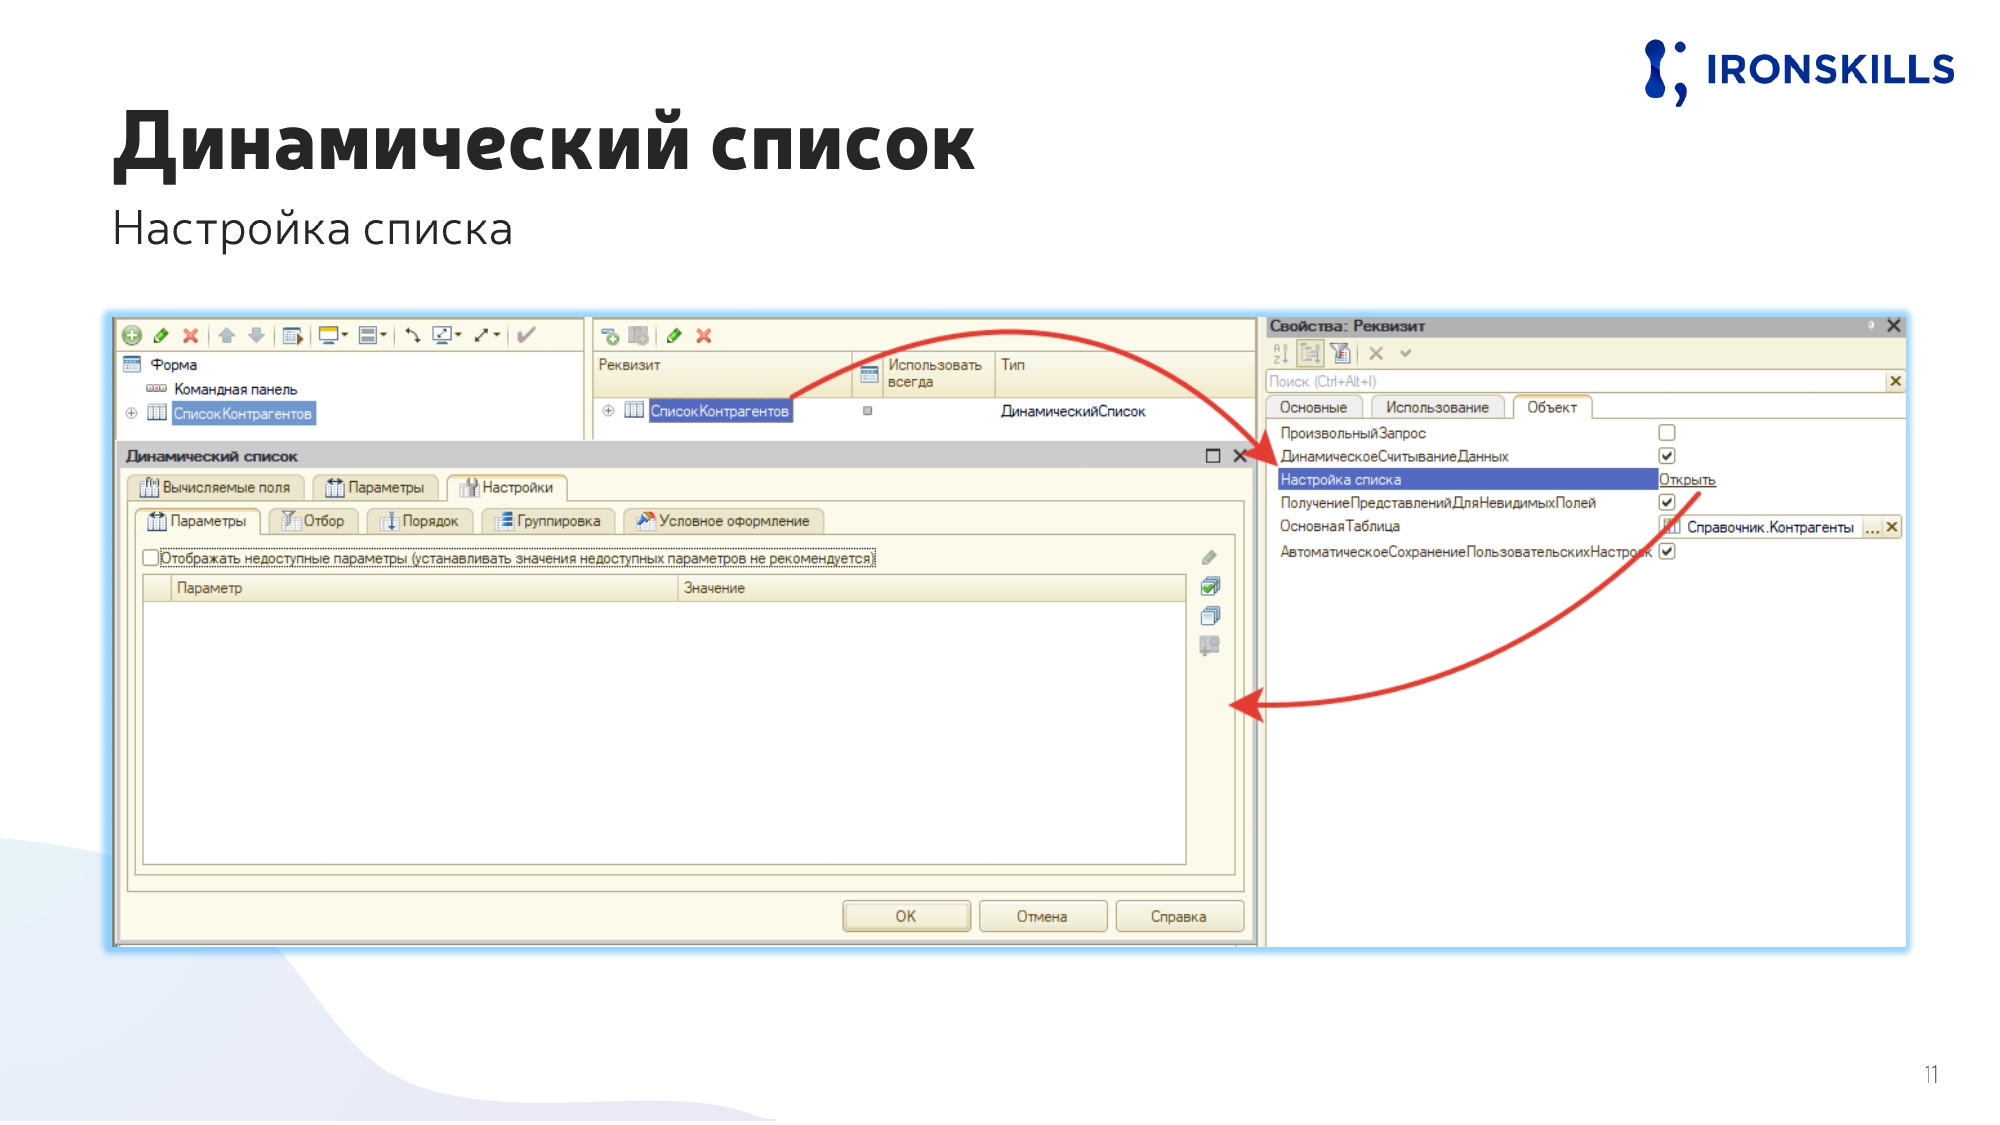 IRONSKILLS
Динамический список
Настройка списка
Форма
Командная панель
СписокКонтрагентов
Реквизит
Использовать всегда
Тип
СписокКонтрагентов
ДинамическийСписок
Динамический список
Вычисляемые поля
Параметры
Настройки
Параметры
Отбор
Порядок
Группировка
Условное оформление
Отображать недоступные параметры (устанавливать значения недоступных параметров не рекомендуется)
Параметр
Значение
OK
Отмена
Справка
Свойства: Реквизит
Поиск (Ctrl+Alt+I)
Основные
Использование
Объект
ПроизвольныйЗапрос
ДинамическоеСчитываниеДанных
Настройка списка
Открыть
ПолучениеПредставленийДляНевидимыхПолей
ОсновнаяТаблица
Справочник.Контрагенты
...
АвтоматическоеСохранениеПользовательскихНастроек
11